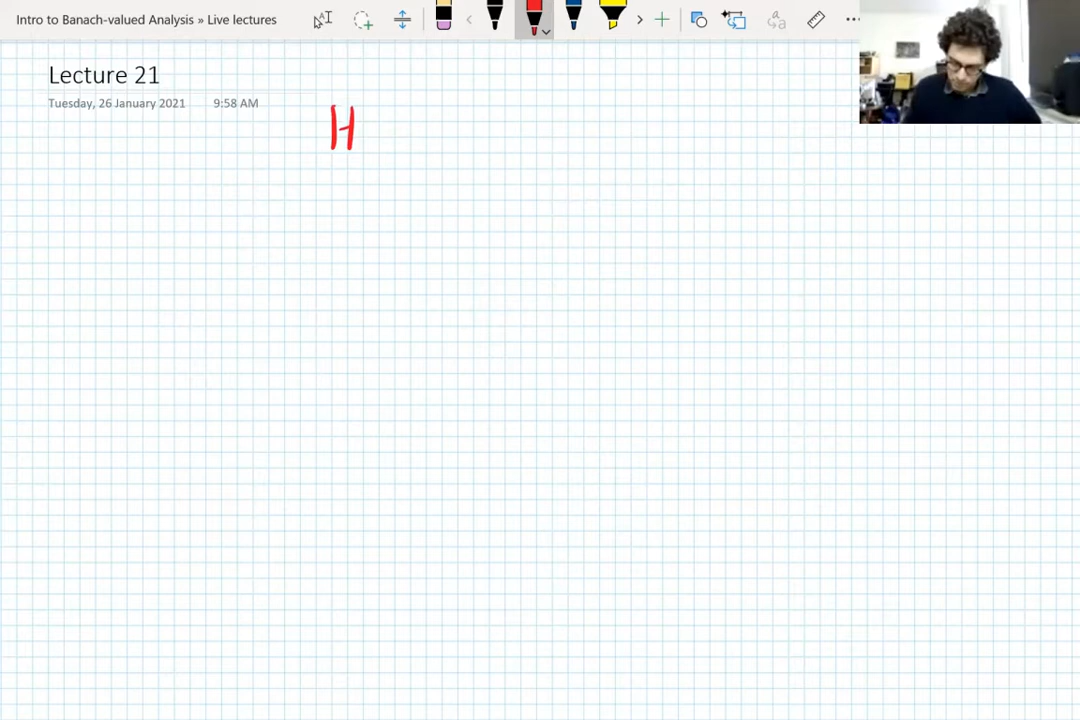 Intro to Banach-valued Analysis » Live lectures
Lecture 21
Tuesday, 26 January 2021 9:58 AM
H